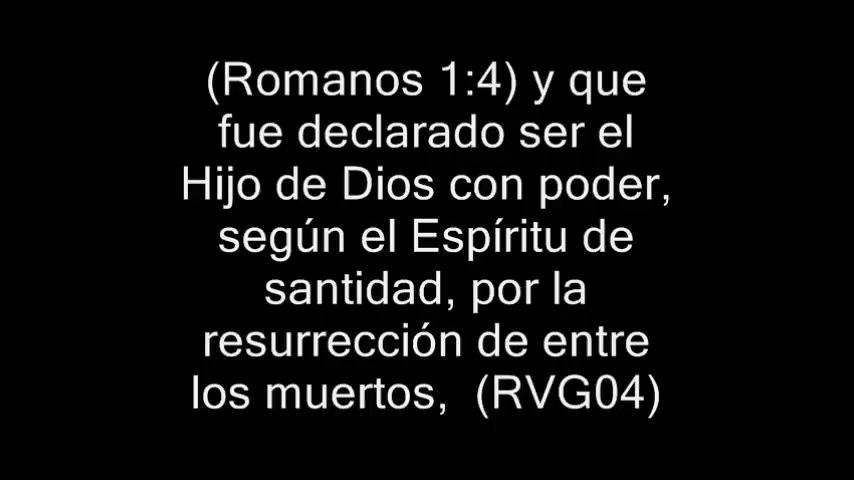 (Romanos 1:4) y que
fue declarado ser el
Hijo de Dios con poder,
según el Espíritu de
santidad, por la
resurrección de entre
los muertos,  (RVG04)